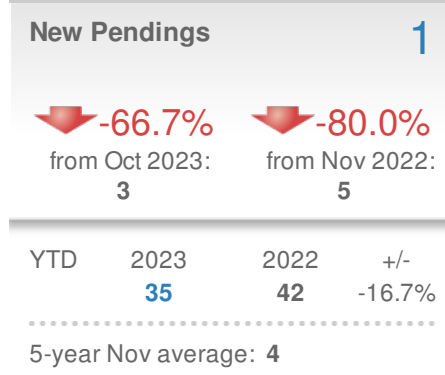 New Pendings 1
-66.7% -80.0%
from Oct 2023: from Nov 2022:
3 5
YTD 2023 2022 +/-
35 42 -16.7%
5-year Nov average: 4